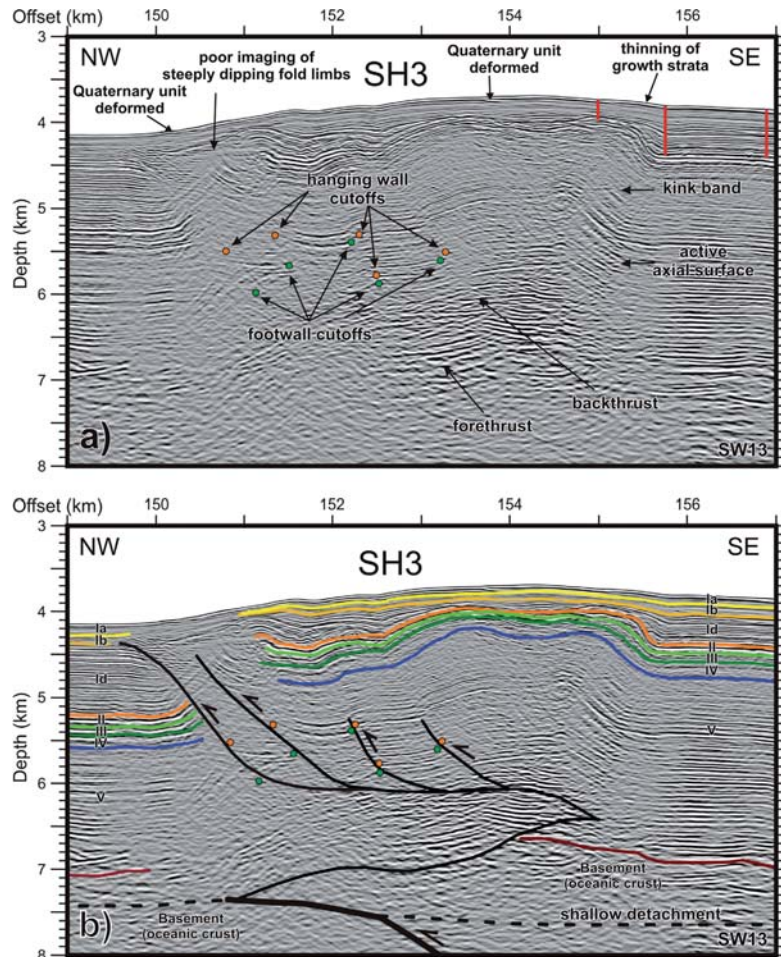 Offset (km) 150 152 154 156
3
NW
SE
poor imaging of
steeply dipping fold limbs
SH3
Quaternary unit
deformed
thinning of
growth strata
Quaternary unit
deformed
4
hanging wall
cutoffs
kink band
5
Depth (km)
active
axial surface
6
footwall cutoffs
7
backthrust
forethrust
a)
SW13
8
Offset (km) 150 152 154 156
3
NW
SH3
SE
4
Ia
Ia
Ib
Ib
Id
II
III
Id
IV
5
Depth (km)
II
III
IV
V
6
V
7
Basement
(oceanic crust)
shallow detachment
Basement
(oceanic crust)
b)
SW13
8